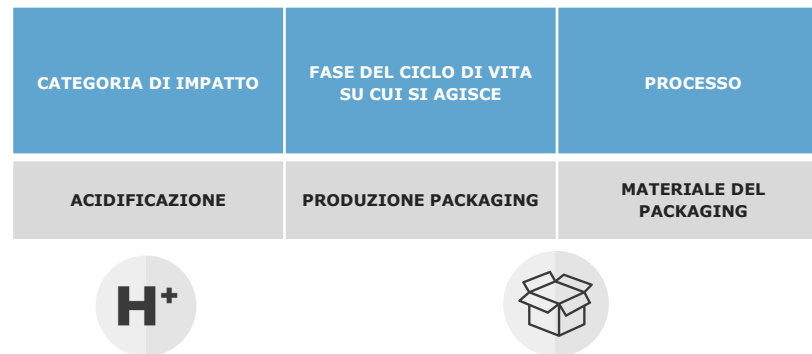 CATEGORIA DI IMPATTO
FASE DEL CICLO DI VITA
SU CUI SI AGISCE
PROCESSO
ACIDIFICAZIONE
PRODUZIONE PACKAGING
MATERIALE DEL
PACKAGING
H+